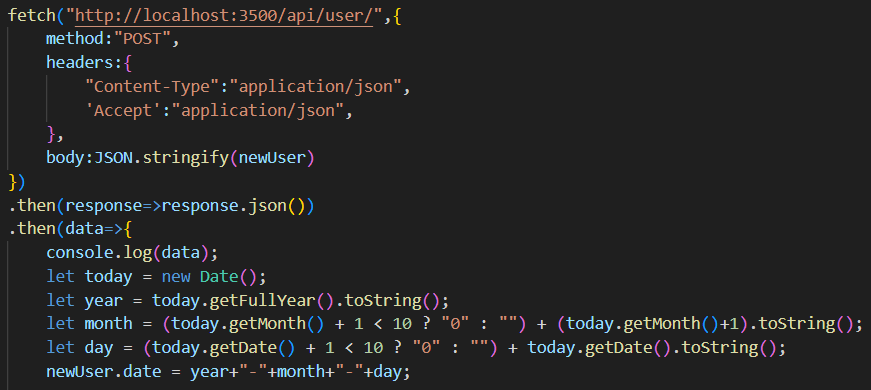 fetch("http://localhost:3500/api/user/",{
    method:"POST",
    headers:{
        "Content-Type":"application/json",
        'Accept':"application/json",
    },
    body:JSON.stringify(newUser)
})
.then(response=>response.json())
.then(data=>{
    console.log(data);
    let today = new Date();
    let year = today.getFullYear().toString();
    let month = (today.getMonth() + 1 < 10 ? "0" : "") + (today.getMonth()+1).toString();
    let day = (today.getDate() + 1 < 10 ? "0" : "") + today.getDate().toString();
    newUser.date = year+"-"+month+"-"+day;